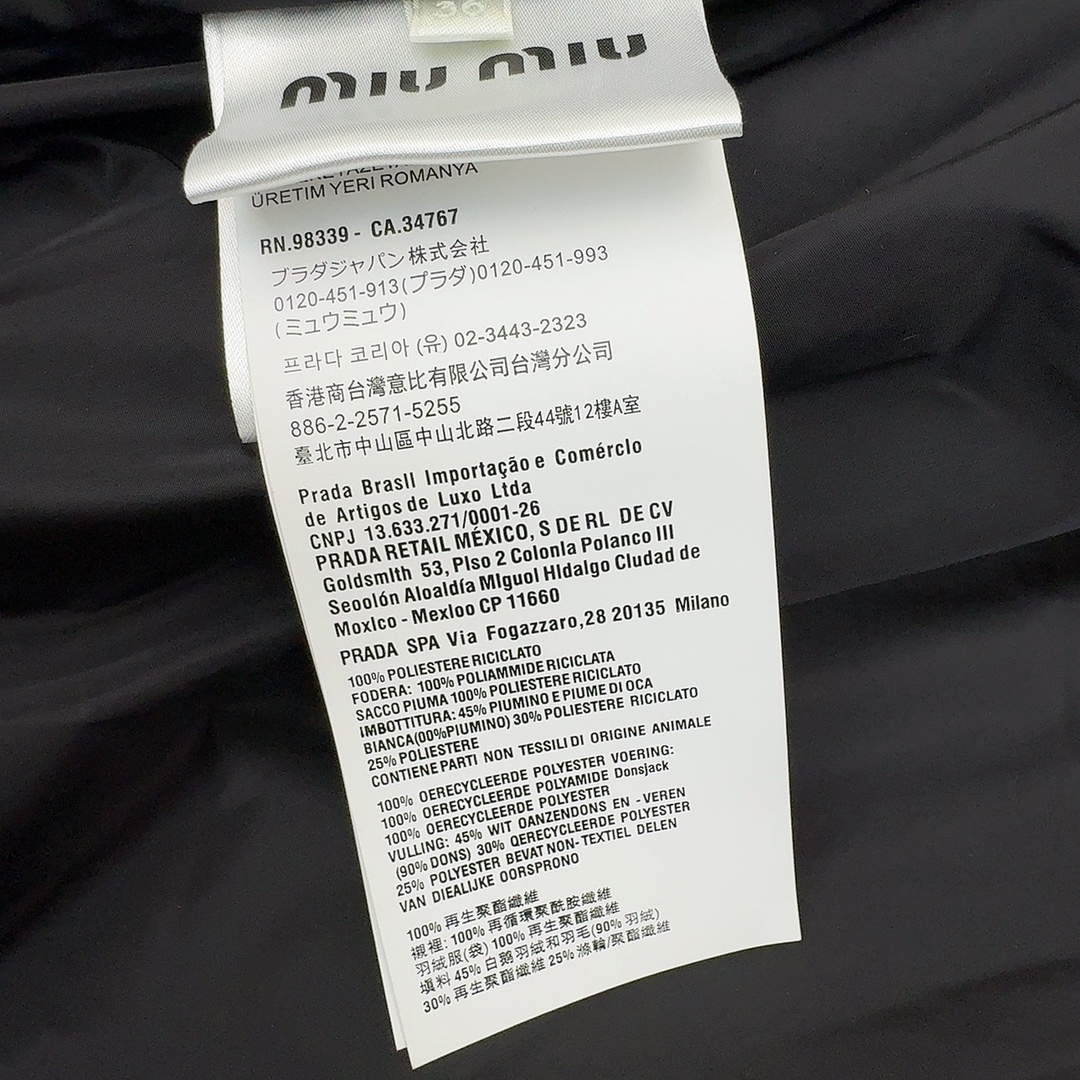 36
miu miu
ÜRETIM YERI ROMANYA
RN.98339 - CA.34767
プラダジャパン株式会社
0120-451-913(プラダ)0120-451-993
(ミュウミュウ)
프라다 코리아 (유) 02-3443-2323
香港商台灣意比有限公司台灣分公司
886-2-2571-5255
臺北市中山區中山北路二段44號12樓A室
Prada Brasll Importação e Comérclo
de Artigos de Luxo Ltda
CNPJ 13.633.271/0001-26
PRADA RETAIL MÉXICO, S DE RL DE CV
Goldsmlth 53, Plso 2 Colonla Polanco III
Seoolón Aloaldía Mlguol Hldalgo Cludad de
Moxlco - Mexloo CP 11660
PRADA SPA Via Fogazzaro,28 20135 Milano
100% POLIESTERE RICICLATO
FODERA: 100% POLIAMMIDE RICICLATA
SACCO PIUMA 100% POLIESTERE RICICLATO
IMBOTTITURA: 45% PIUMINO E PIUME DI OCA
BIANCA(00%PIUMINO) 30% POLIESTERE RICICLATO
25% POLIESTERE
CONTIENE PARTI NON TESSILI DI ORIGINE ANIMALE
100% OERECYCLEERDE POLYESTER VOERING:
100% OERECYCLEERDE POLYAMIDE Donsjack
100% OERECYCLEERDE POLYESTER
VULLING: 45% WIT OANZENDONS EN -VEREN
(90% DONS) 30% QERECYCLEERDE POLYESTER
25% POLYESTER BEVAT NON-TEXTIEL DELEN
VAN DIEALIJKE OORSPRONO
100% 再生聚酯纖維
襯裡: 100% 再循環聚酰胺纖維
羽絨服(袋) 100% 再生聚酯纖維
填料 45% 白鵝羽絨和羽毛(90% 羽絨)
30% 再生聚酯纖維 25% 滌輪/聚酯纖維